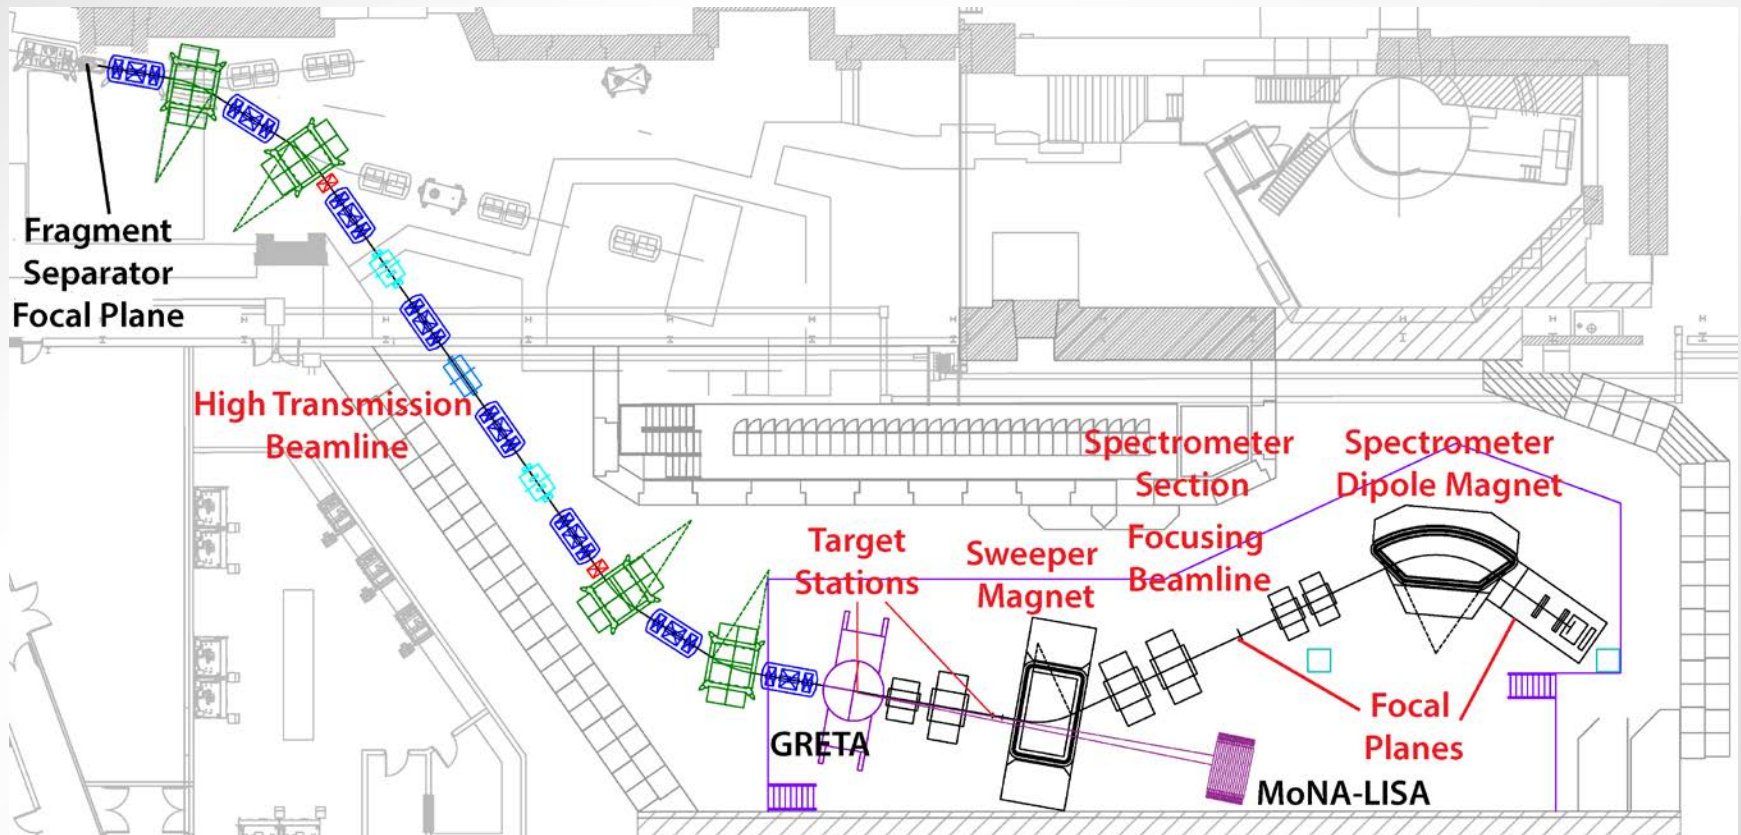 Fragment
Separator
Focal Plane
High Transmission
Beamline
Target
Stations
Sweeper
Magnet
Spectrometer
Section
Focusing
Beamline
Spectrometer
Dipole Magnet
GRETA
MoNA-LISA
Focal
Planes